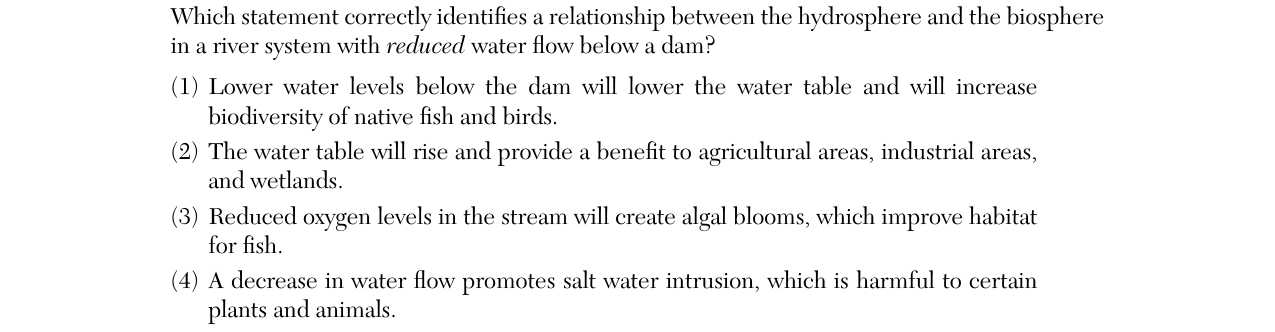 Which statement correctly identifies a relationship between the hydrosphere and the biosphere
in a river system with reduced water flow below a dam?
(1) Lower water levels below the dam will lower the water table and will increase
biodiversity of native fish and birds.
(2) The water table will rise and provide a benefit to agricultural areas, industrial areas,
and wetlands.
(3) Reduced oxygen levels in the stream will create algal blooms, which improve habitat
for fish.
(4) A decrease in water flow promotes salt water intrusion, which is harmful to certain
plants and animals.